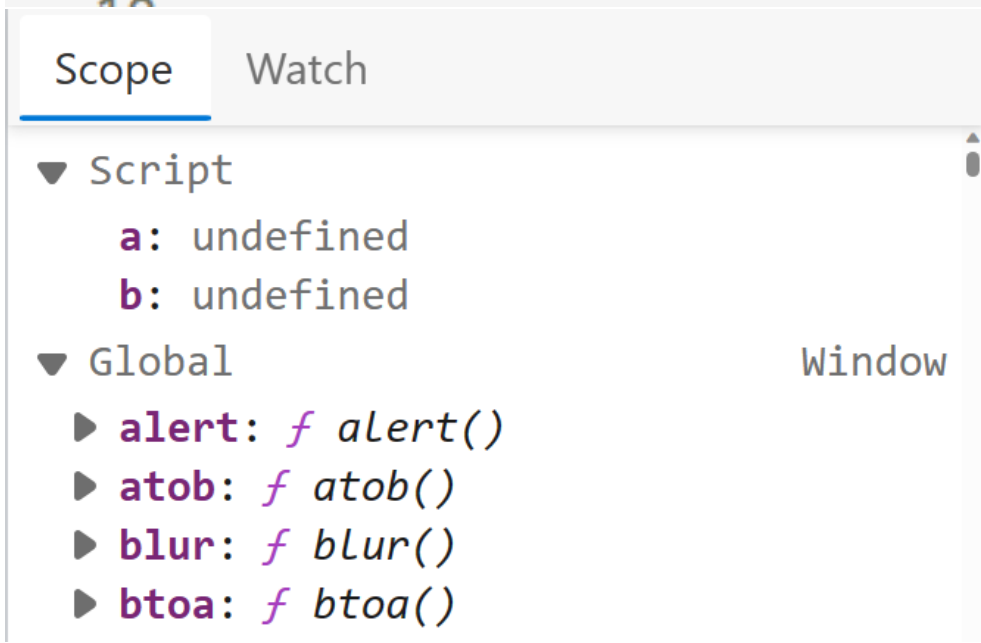 Scope Watch
Script
a: undefined
b: undefined
Global Window
alert: ƒ alert()
atob: ƒ atob()
blur: ƒ blur()
btoa: ƒ btoa()